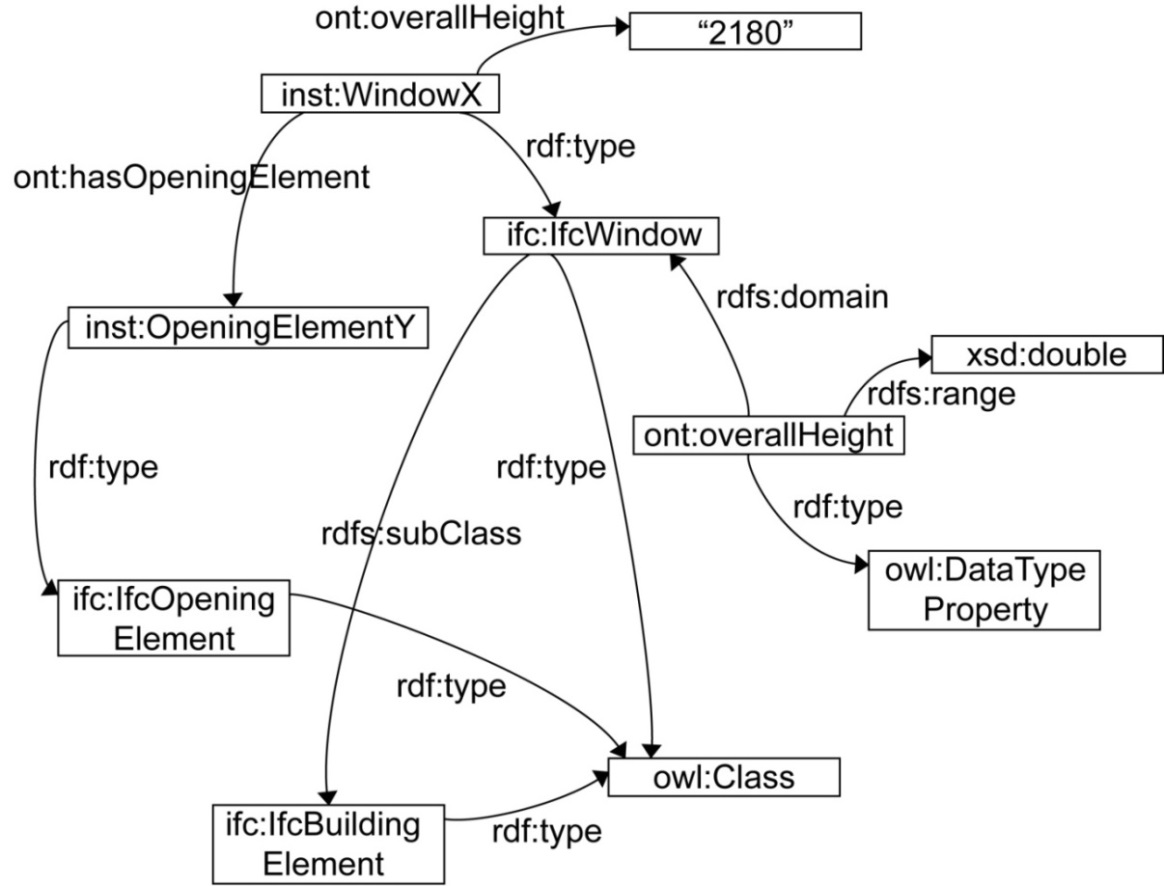 ont:overallHeight
“2180”
inst:WindowX
rdf:type
ont:hasOpeningElement
ifc:IfcWindow
rdfs:domain
inst:OpeningElementY
xsd:double
rdfs:range
ont:overallHeight
rdf:type
rdf:type
rdf:type
rdfs:subClass
owl:DataType
Property
ifc:IfcOpening
Element
rdf:type
owl:Class
ifc:IfcBuilding
Element
rdf:type